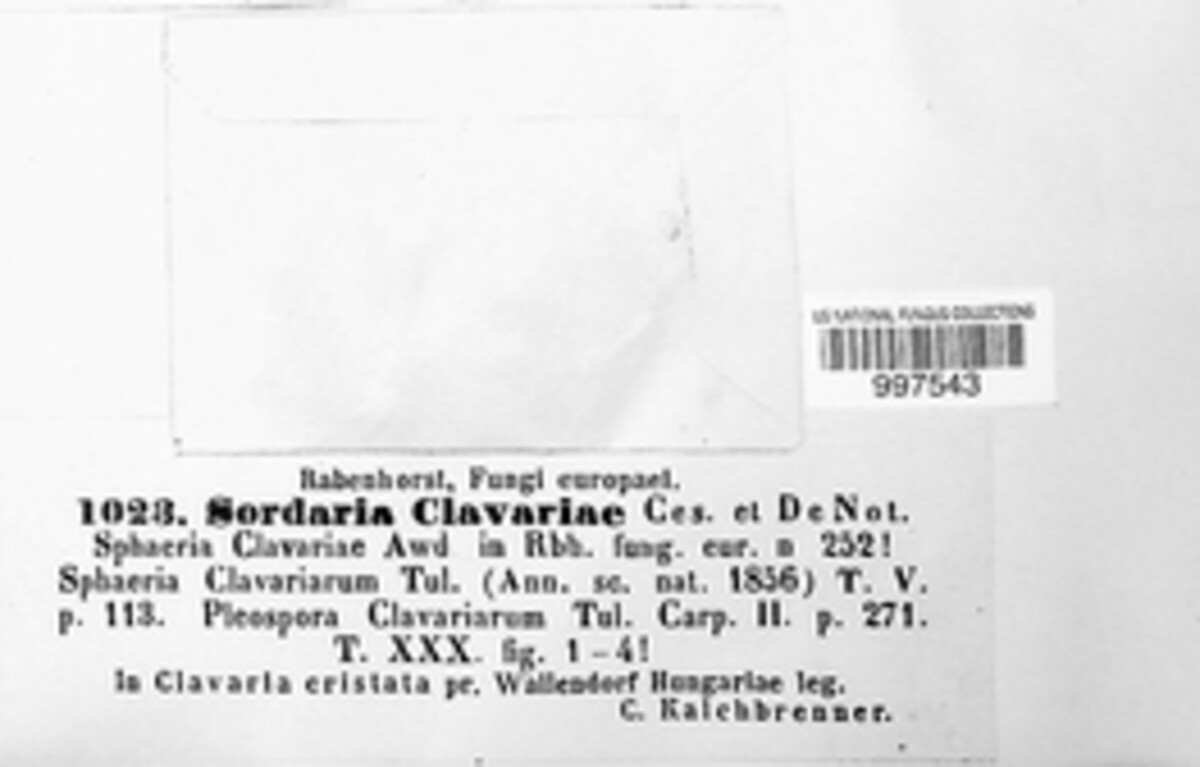 US NATIONAL FUNGUS COLLECTIONS
997543
Rabenhorst, Fungi europaei.
1023. Sordaria Clavariae Ces. et De Not.
Sphaeria Clavariae Awd in Rbh. fung. eur. n 252!
Sphaeria Clavariarum Tul. (Ann. sc. nat. 1856) T. V.
p. 113. Pleospora Clavariarum Tul. Carp. II. p. 271.
T. XXX. fig. 1-4!
In Clavaria cristata pr. Wallendorf Hungariae leg.
C. Kalchbrenner.